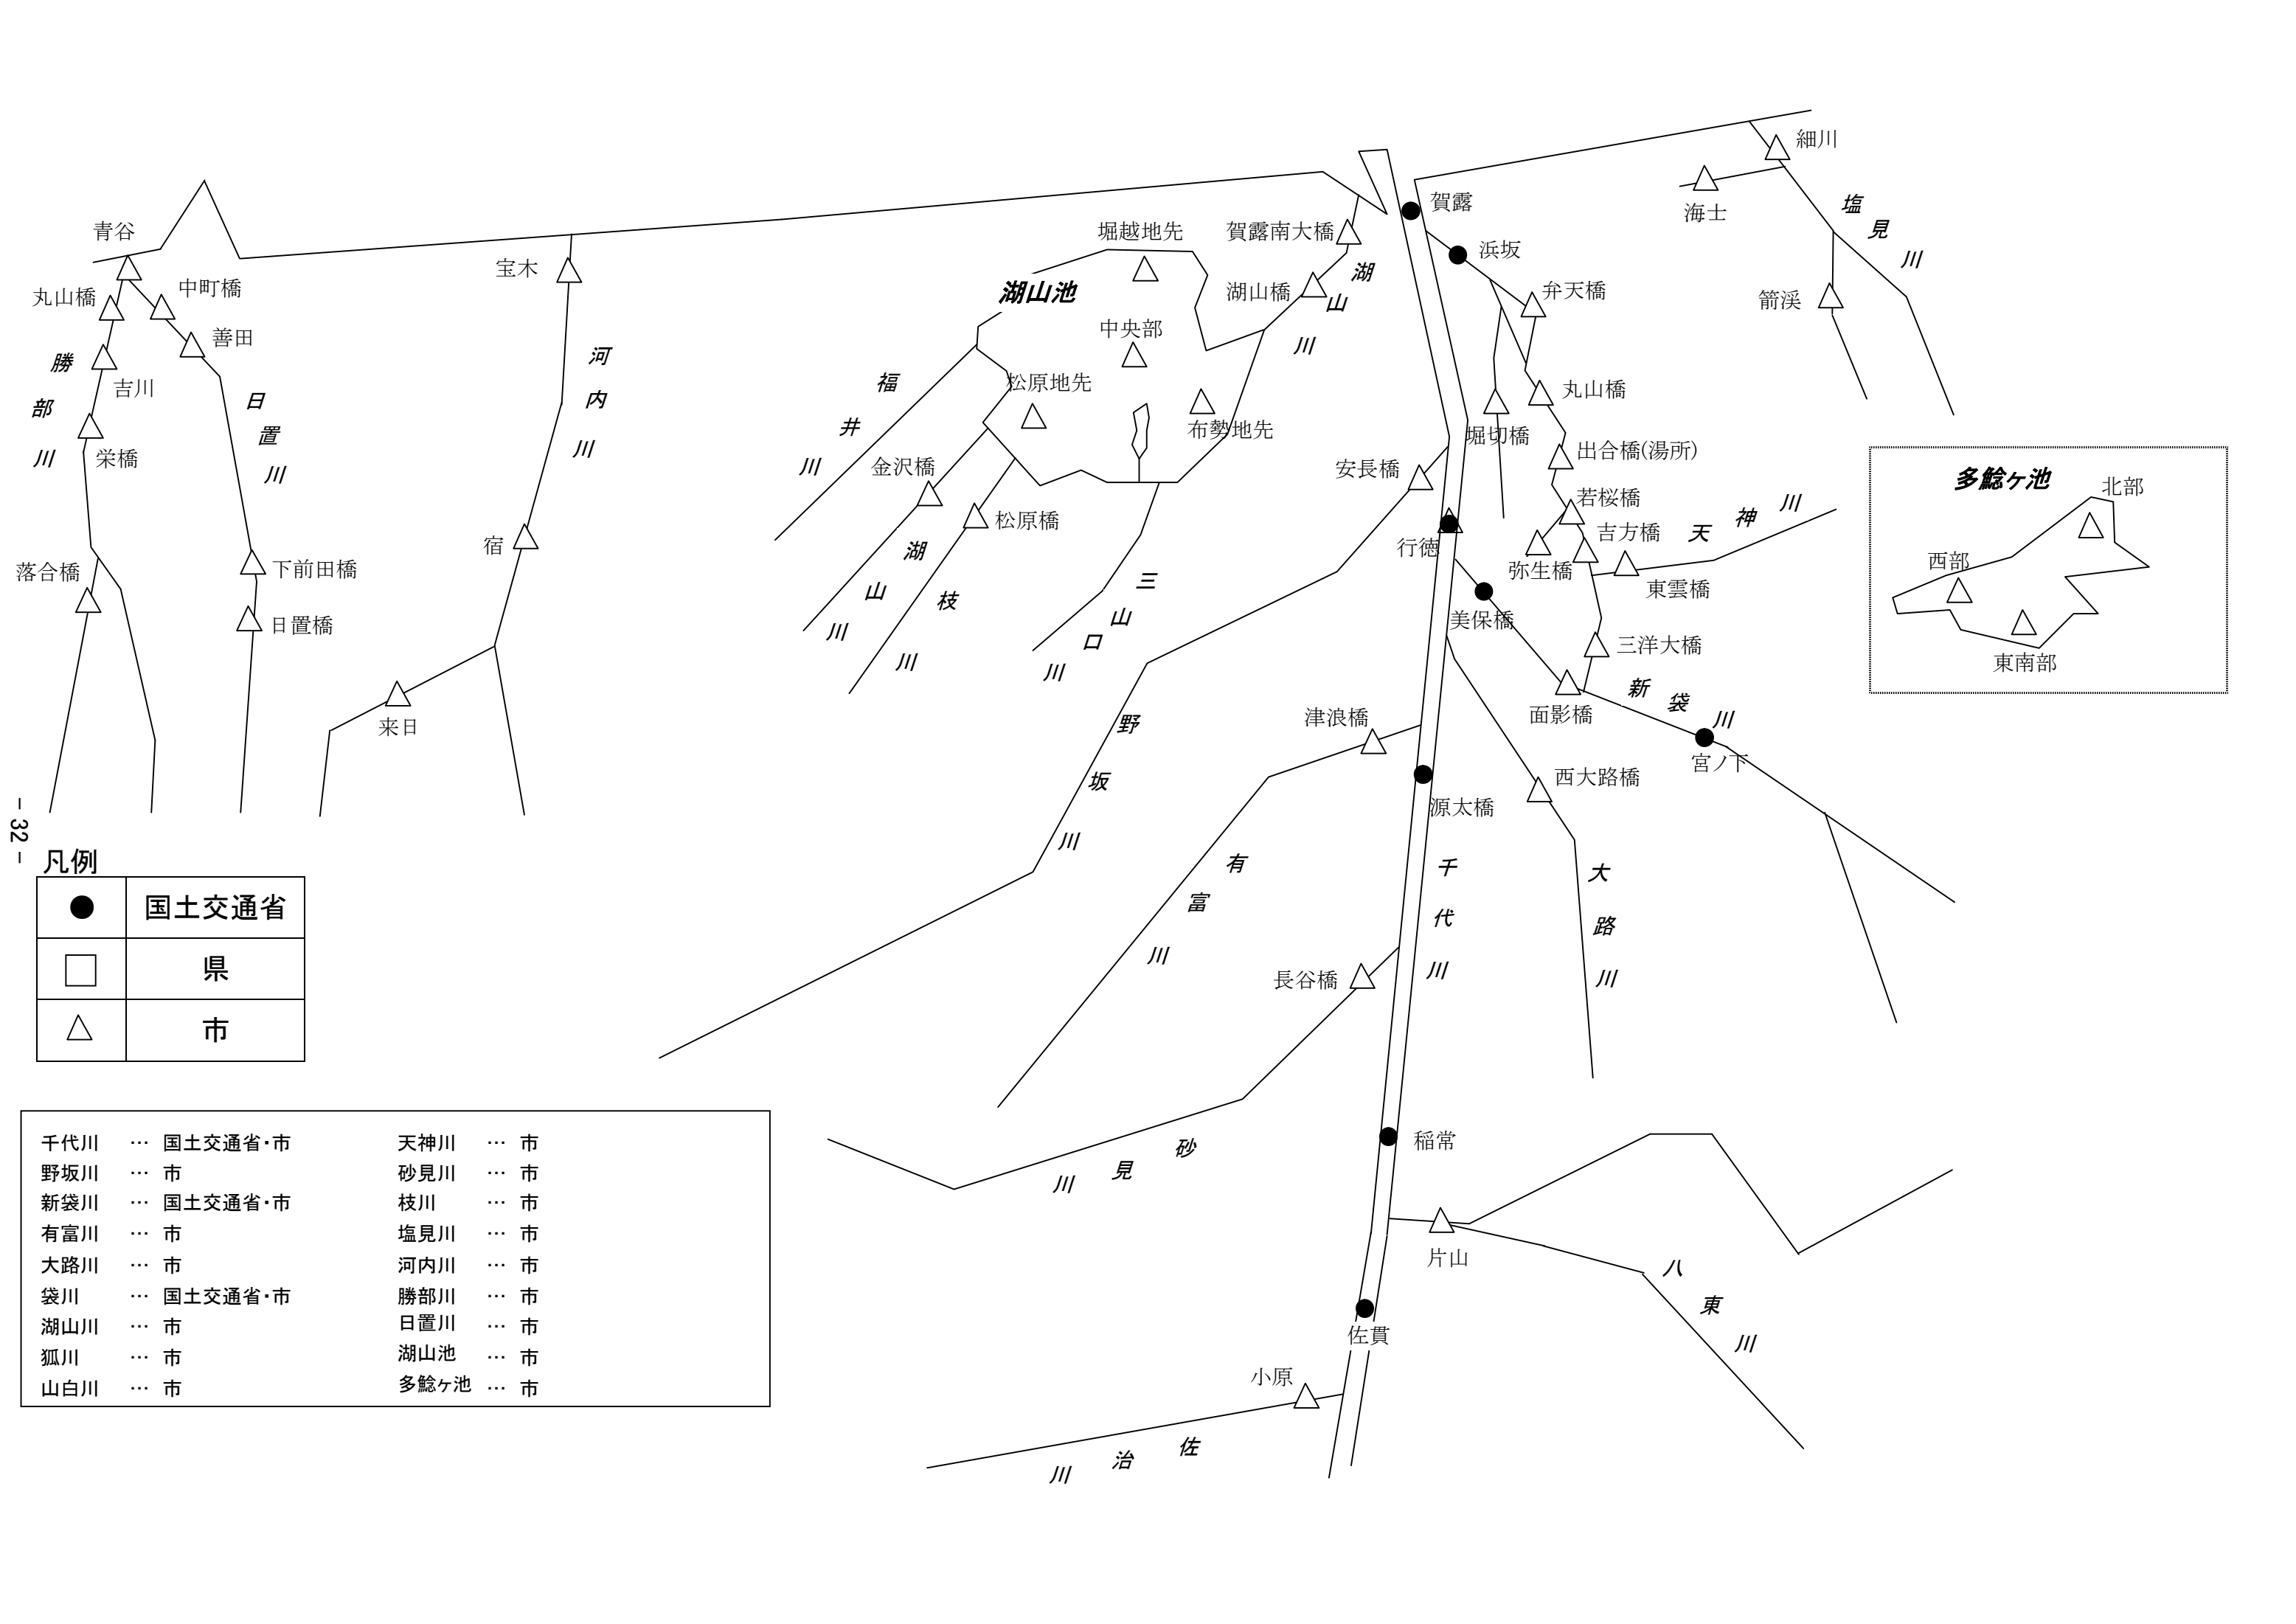 細川
海士
塩見川
箭渓
賀露
浜坂
弁天橋
丸山橋
堀切橋
出合橋(湯所)
若桜橋
吉方橋
弥生橋
東雲橋
天神川
三洋大橋
面影橋
新袋川
宮ノ下
美保橋
行徳
安長橋
賀露南大橋
湖山橋
湖山川
堀越地先
湖山池
中央部
松原地先
布勢地先
福井川
金沢橋
松原橋
湖山川
枝川
三山口川
青谷
丸山橋
中町橋
善田
吉川
勝部川
栄橋
日置川
落合橋
下前田橋
日置橋
宝木
河内川
宿
来日
多鯰ヶ池
北部
西部
東南部
野坂川
津浪橋
源太橋
西大路橋
有富川
千代川
大路川
長谷橋
砂見川
稲常
片山
八東川
佐貫
小原
佐治川
－ 32 －
凡例
● 国土交通省
□ 県
△ 市
千代川 … 国土交通省・市
野坂川 … 市
新袋川 … 国土交通省・市
有富川 … 市
大路川 … 市
袋川 … 国土交通省・市
湖山川 … 市
狐川 … 市
山白川 … 市
天神川 … 市
砂見川 … 市
枝川 … 市
塩見川 … 市
河内川 … 市
勝部川 … 市
日置川 … 市
湖山池 … 市
多鯰ヶ池 … 市